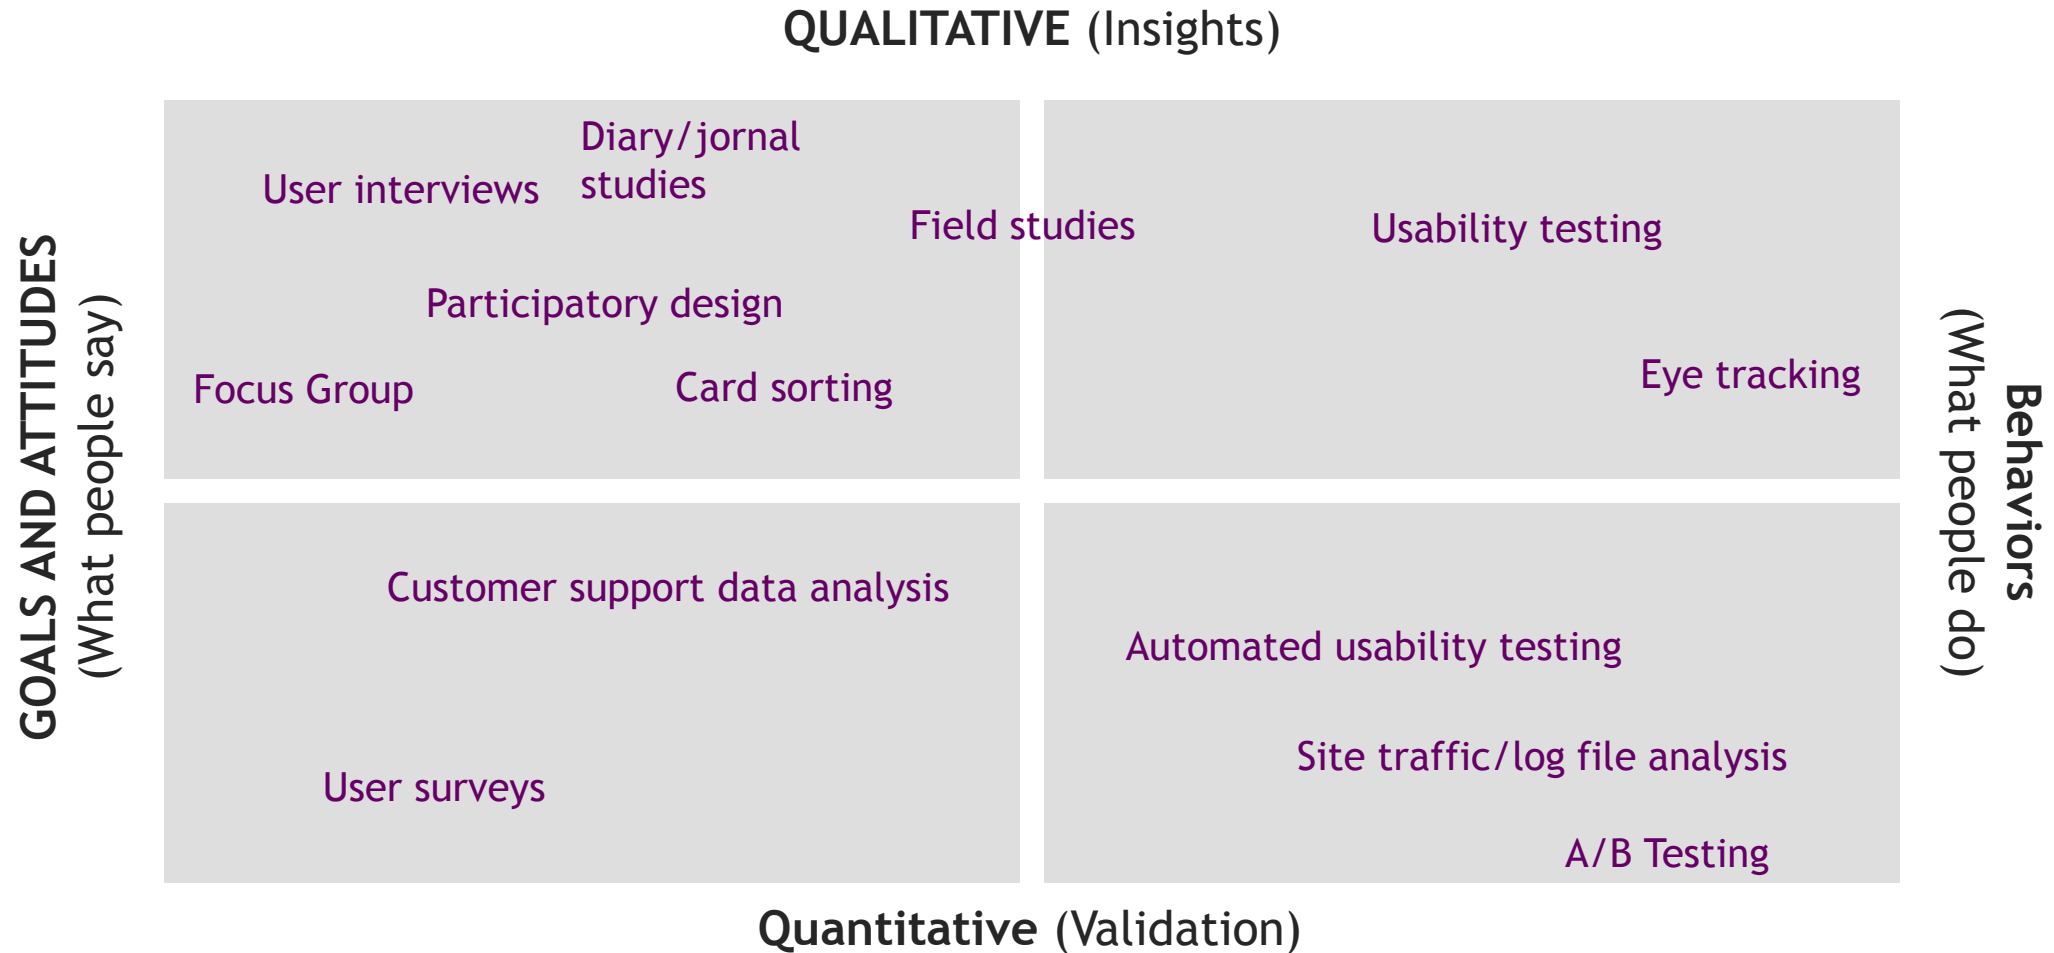 QUALITATIVE (Insights)
GOALS AND ATTITUDES
(What people say)
Diary/jornal
studies
User interviews
Field studies
Participatory design
Focus Group
Card sorting
Usability testing
Eye tracking
Customer support data analysis
User surveys
Automated usability testing
Site traffic/log file analysis
A/B Testing
Behaviors
(What people do)
Quantitative (Validation)